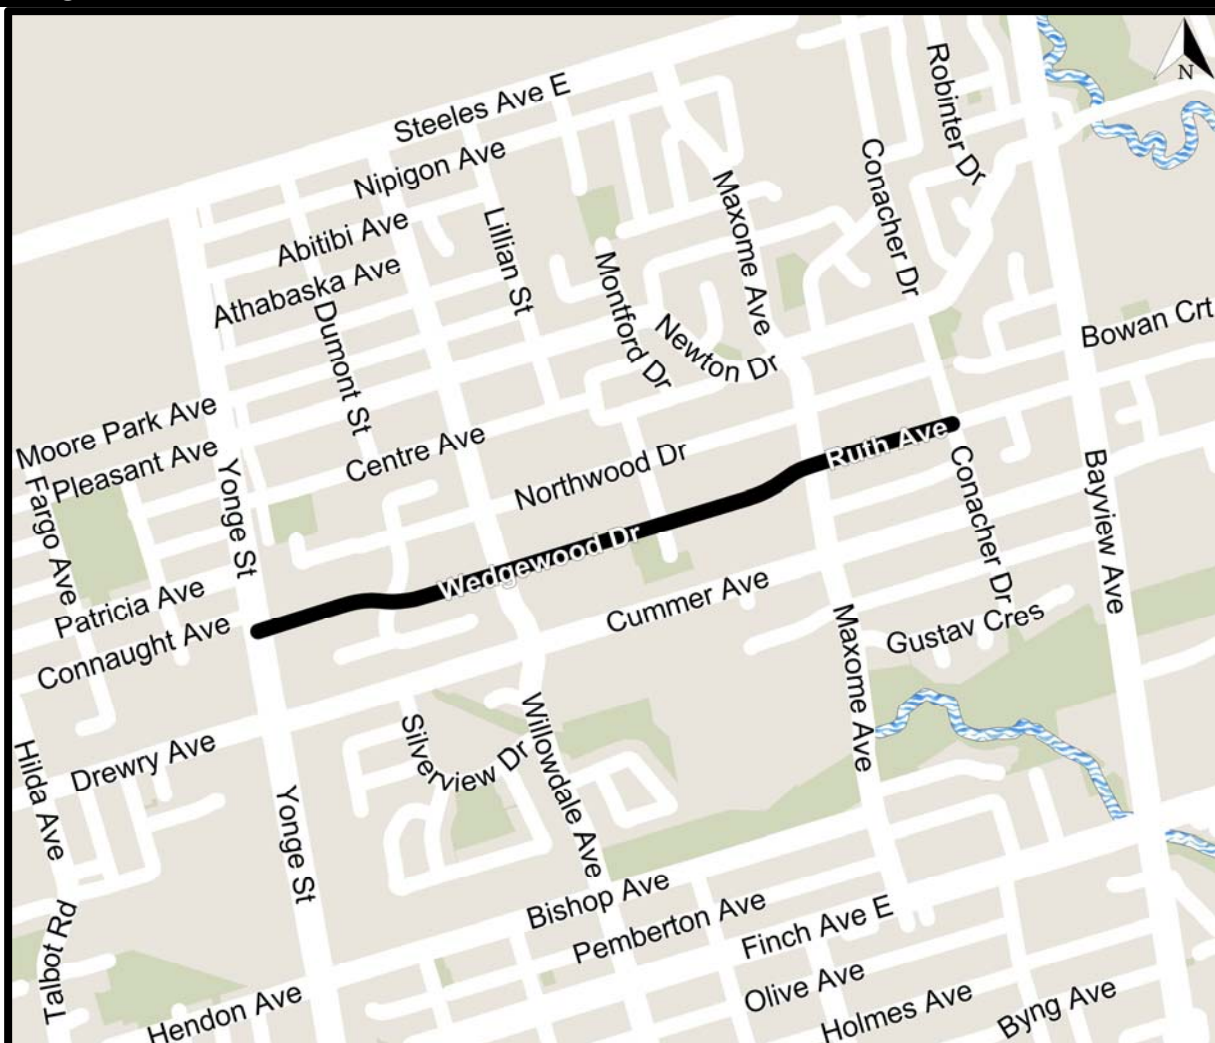 Steeles Ave E
N
Robinter Dr
Nipigon Ave
Conacher Dr
Maxome Ave
Abitibi Ave
Lillian St
Athabaska Ave
Montford Dr
Dumont St
Newton Dr
Bowan Crt
Moore Park Ave
Pleasant Ave
Centre Ave
Ruth Ave
Northwood Dr
Fargo Ave
Yonge St
Conacher Dr
Bayview Ave
Wedgewood Dr
Patricia Ave
Cummer Ave
Connaught Ave
Gustav Cres
Maxome Ave
Silverview Dr
Willowdale Ave
Drewry Ave
Hilda Ave
Yonge St
Bishop Ave
Pemberton Ave
Finch Ave E
Talbot Rd
Olive Ave
Hendon Ave
Holmes Ave
Byng Ave